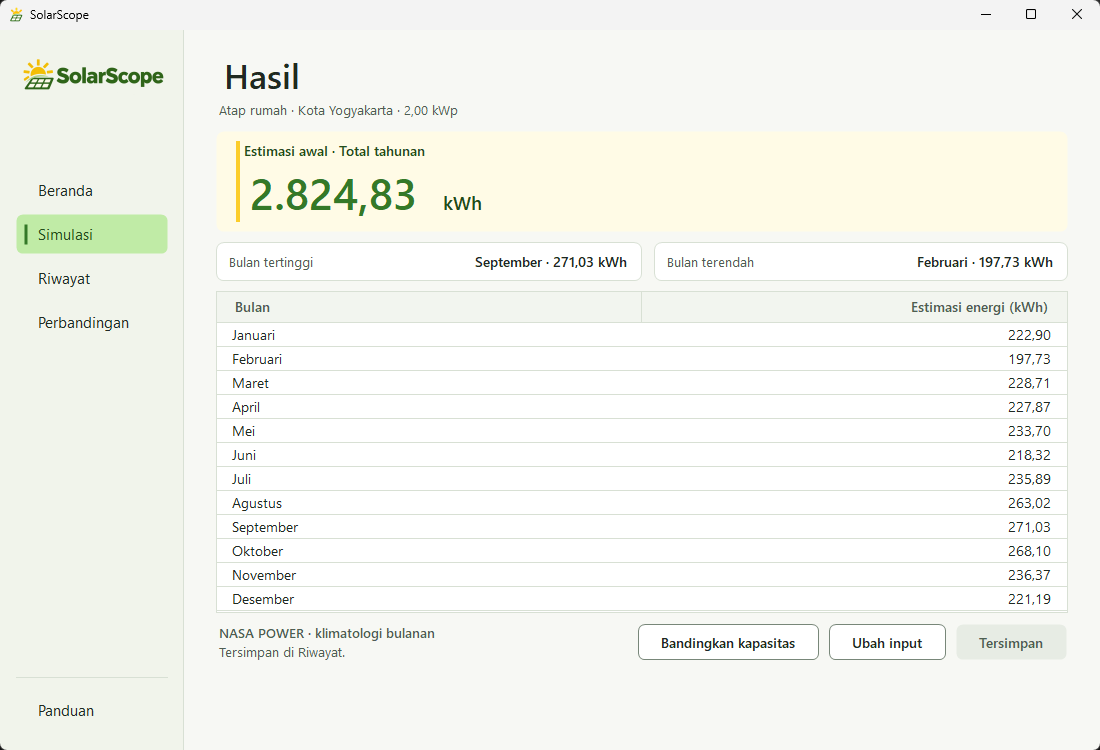 SolarScope
SolarScope
Beranda
Simulasi
Riwayat
Perbandingan
Panduan
Hasil
Atap rumah · Kota Yogyakarta · 2,00 kWp
Estimasi awal · Total tahunan
2.824,83 kWh
Bulan tertinggi September · 271,03 kWh
Bulan terendah Februari · 197,73 kWh
Bulan Estimasi energi (kWh)
Januari 222,90
Februari 197,73
Maret 228,71
April 227,87
Mei 233,70
Juni 218,32
Juli 235,89
Agustus 263,02
September 271,03
Oktober 268,10
November 236,37
Desember 221,19
NASA POWER · klimatologi bulanan
Tersimpan di Riwayat.
Bandingkan kapasitas
Ubah input
Tersimpan